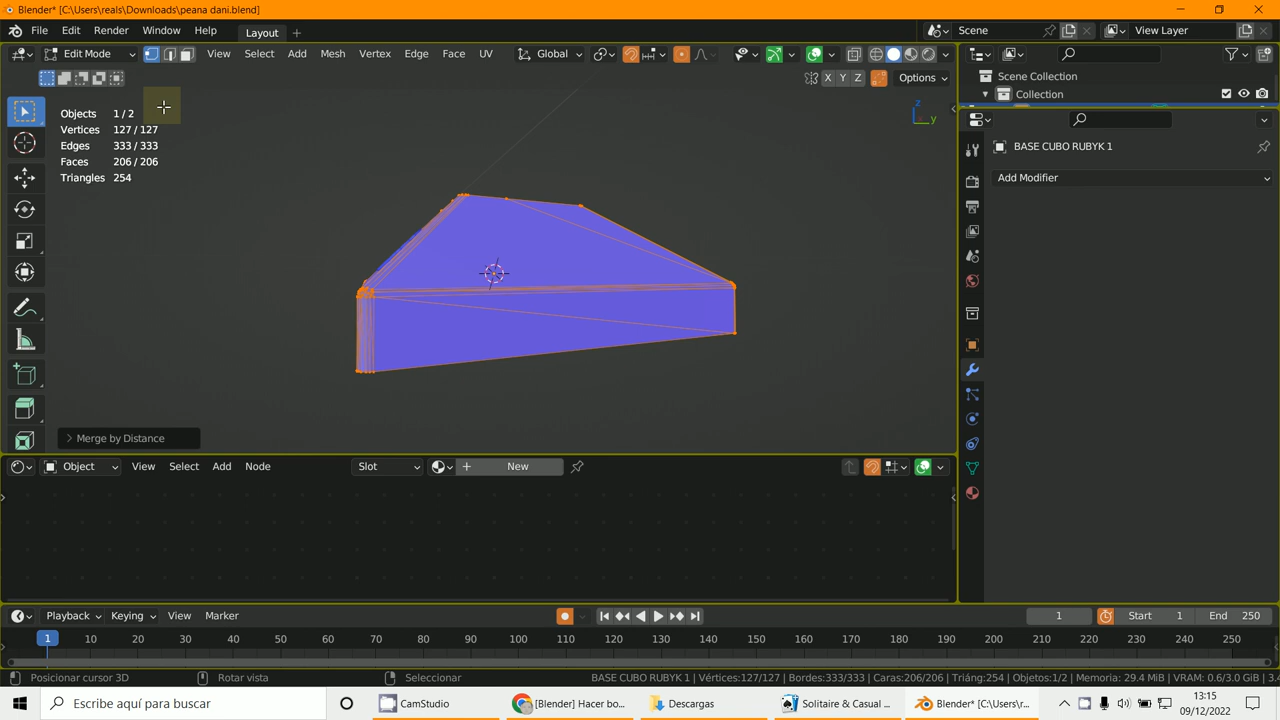 Blender* [C:\Users\reals\Downloads\peana dani.blend]
File Edit Render Window Help Layout + Scene View Layer
Edit Mode View Select Add Mesh Vertex Edge Face UV Global
X Y Z Options
Scene Collection
Collection
Objects 1 / 2
Vertices 127 / 127
Edges 333 / 333
Faces 206 / 206
Triangles 254
z
y
BASE CUBO RUBYK 1
Add Modifier
Merge by Distance
Object View Select Add Node Slot New
Playback Keying View Marker 1 Start 1 End 250
1 10 20 30 40 50 60 70 80 90 100 110 120 130 140 150 160 170 180 190 200 210 220 230 240 250
Posicionar cursor 3D Rotar vista Seleccionar BASE CUBO RUBYK 1 | Vértices:127/127 | Bordes:333/333 | Caras:206/206 | Triáng:254 | Objetos:1/2 | Memoria: 29.4 MiB | VRAM: 0.6/3.0 GiB | 3.
Escribe aquí para buscar CamStudio [Blender] Hacer bo... Descargas Solitaire & Casual ... Blender* [C:\Users\r... 13:15
09/12/2022